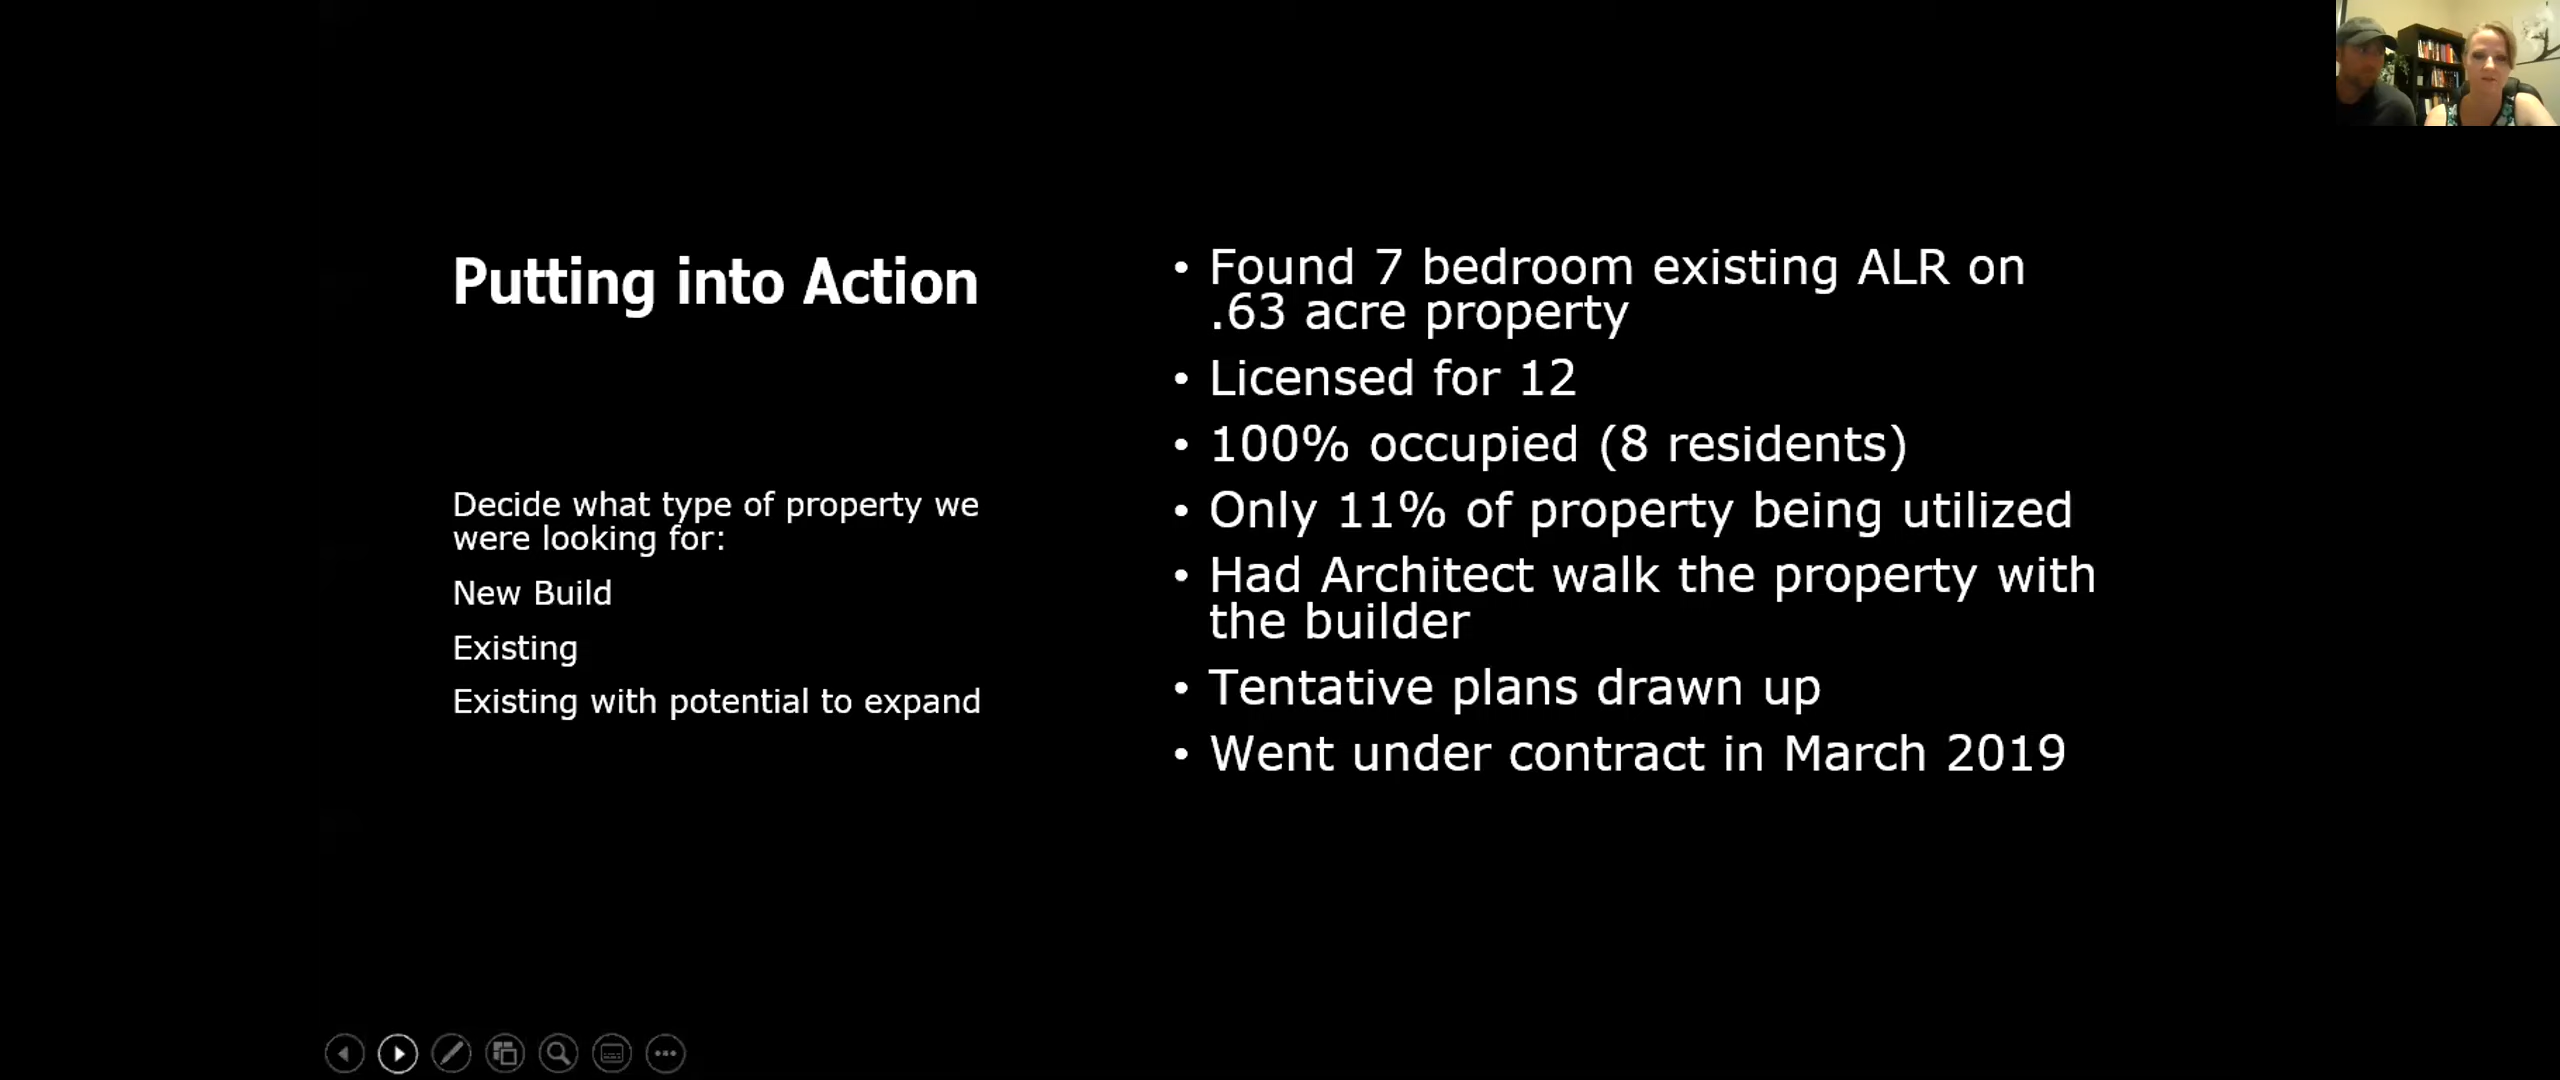 Putting into Action
Decide what type of property we
were looking for:
New Build
Existing
Existing with potential to expand
• Found 7 bedroom existing ALR on
.63 acre property
• Licensed for 12
• 100% occupied (8 residents)
• Only 11% of property being utilized
• Had Architect walk the property with
the builder
• Tentative plans drawn up
• Went under contract in March 2019